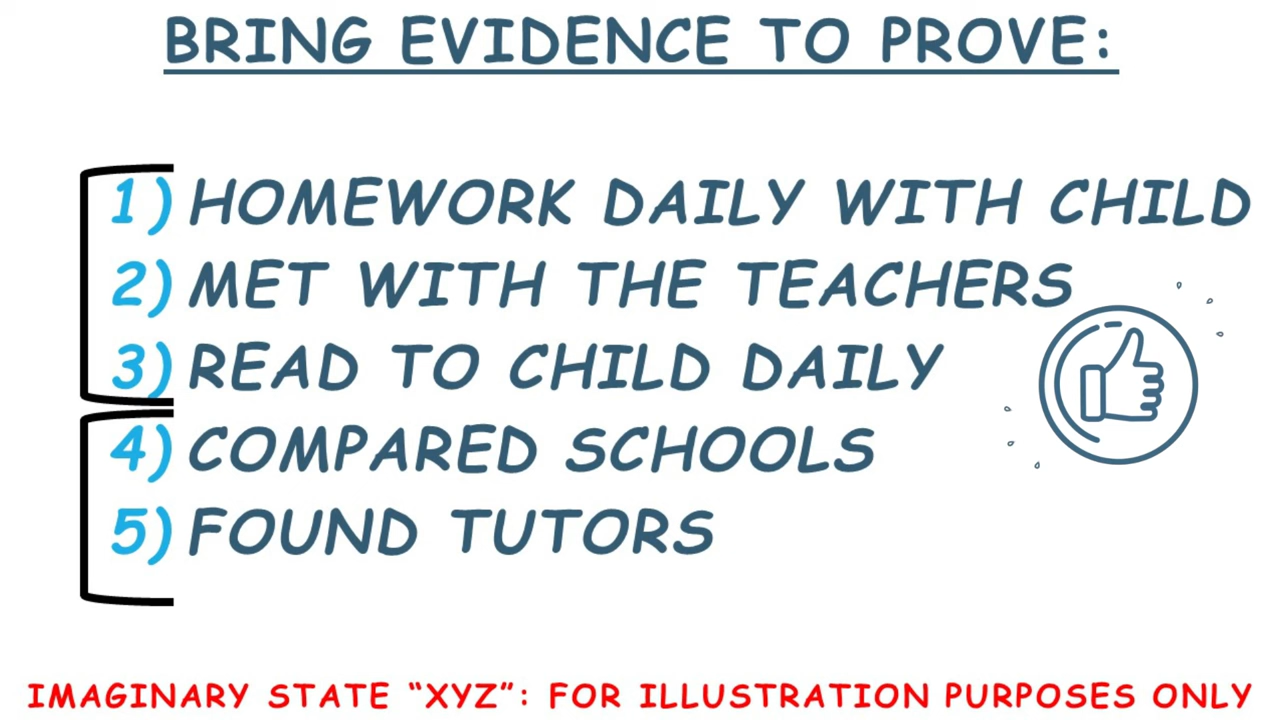 BRING EVIDENCE TO PROVE:
1) HOMEWORK DAILY WITH CHILD
2) MET WITH THE TEACHERS
3) READ TO CHILD DAILY
4) COMPARED SCHOOLS
5) FOUND TUTORS
IMAGINARY STATE “XYZ”: FOR ILLUSTRATION PURPOSES ONLY